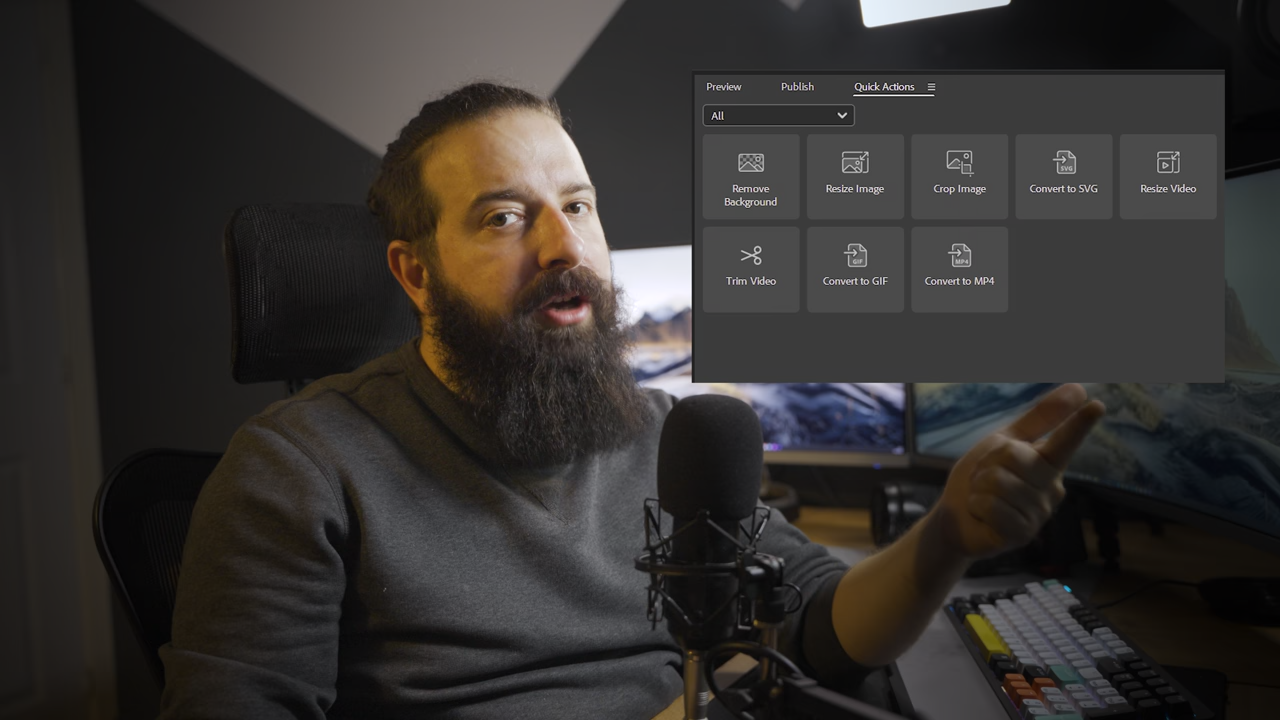 Preview Publish Quick Actions
All
Remove Background
Resize Image
Crop Image
SVG
Convert to SVG
Resize Video
Trim Video
GIF
Convert to GIF
MP4
Convert to MP4